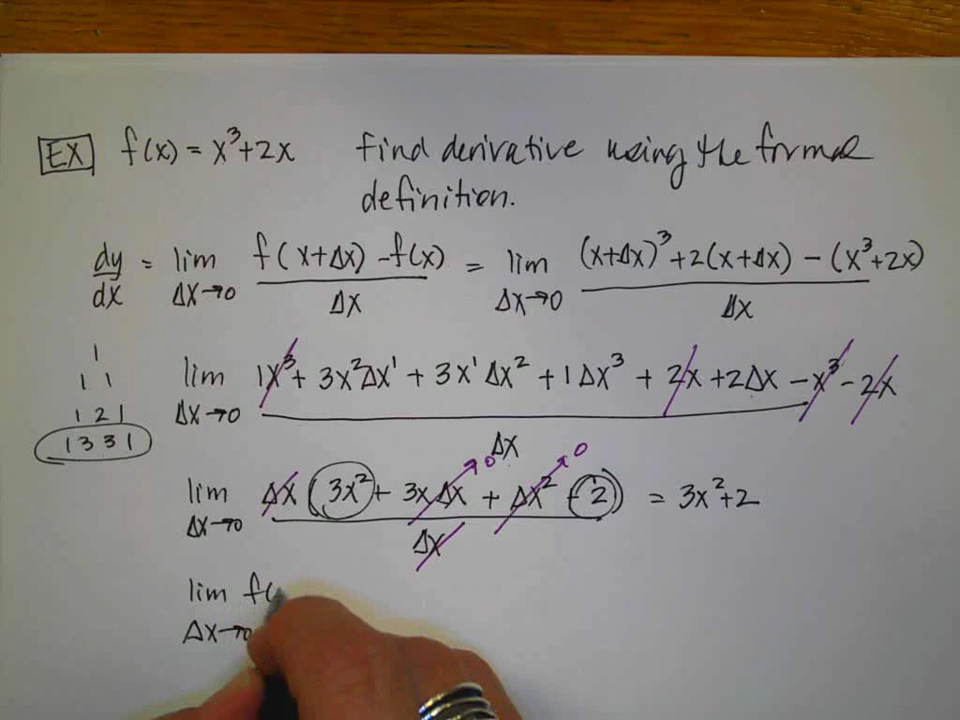 EX f(x) = x³+2x Find derivative using the formal
definition.
dy/dx = lim Δx→0 (f(x+Δx) - f(x))/Δx = lim Δx→0 ((x+Δx)³ + 2(x+Δx) - (x³+2x))/Δx
1
1 1
1 2 1
1 3 3 1
lim Δx→0 (1x³ + 3x²Δx¹ + 3x¹Δx² + 1Δx³ + 2x + 2Δx - x³ - 2x)/Δx
lim Δx→0 Δx(3x² + 3xΔx + Δx² + 2)/Δx = 3x²+2
0 0
lim Δx→0 f(